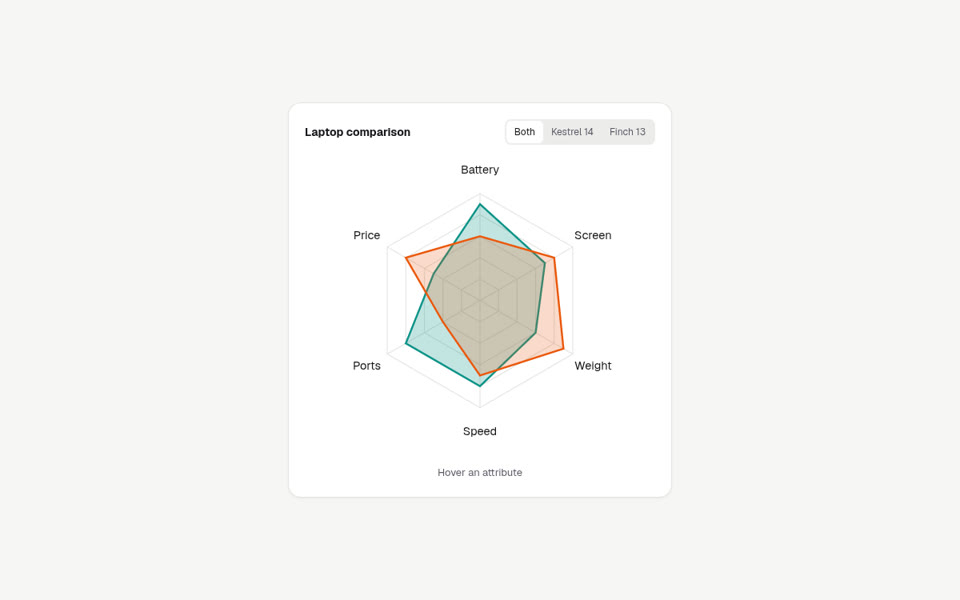 Laptop comparison
Both Kestrel 14 Finch 13
Battery
Price Screen
Ports Weight
Speed
Hover an attribute